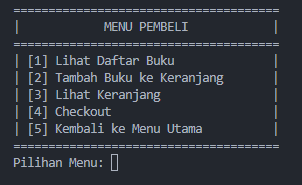 ======================================
|            MENU PEMBELI            |
======================================
| [1] Lihat Daftar Buku              |
| [2] Tambah Buku ke Keranjang       |
| [3] Lihat Keranjang                |
| [4] Checkout                       |
| [5] Kembali ke Menu Utama          |
======================================
Pilihan Menu: